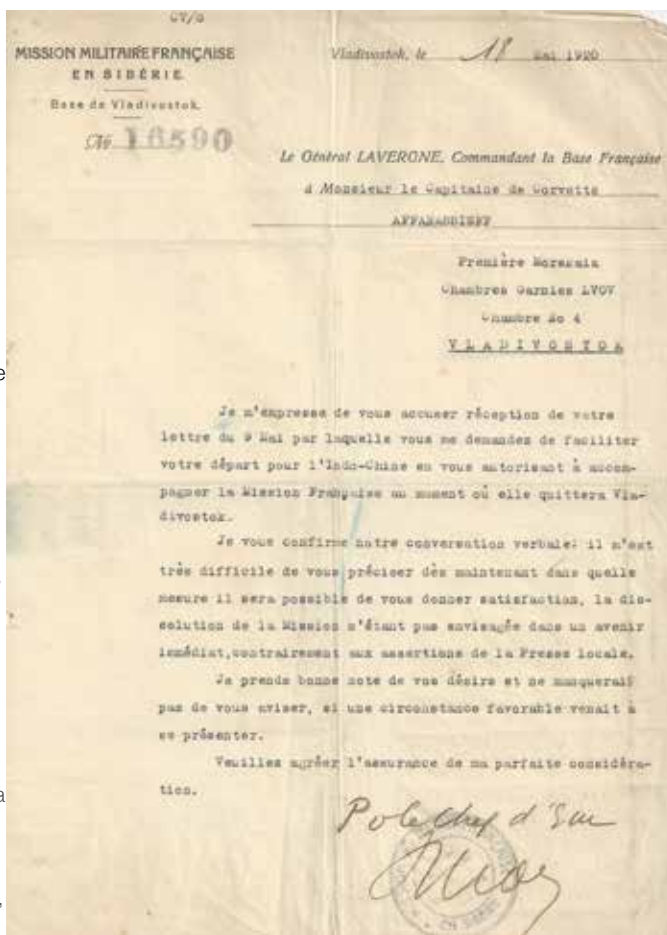 GV/G
MISSION MILITAIRE FRANÇAISE
EN SIBÉRIE
Base de Vladivostok.
No 16590
Vladivostok, le 18 Mai 1920
Le Général LAVERGNE, Commandant la Base Française
à Monsieur le Capitaine de Corvette
Première
Chambres Garnies LVOV
Chambre No 4
VLADIVOSTOK
Je m'empresse de vous accuser réception de votre
lettre du 9 Mai par laquelle vous me demandez de faciliter
votre départ pour l'Indo-Chine en vous autorisant à accom-
pagner la Mission Française au moment où elle quittera Vla-
divostok.
Je vous confirme notre conversation verbale: il m'est
très difficile de vous préciser dès maintenant dans quelle
mesure il sera possible de vous donner satisfaction, la dis-
solution de la Mission n'étant pas envisagée dans un avenir
immédiat,contrairement aux assertions de la Presse locale.
Je prends bonne note de vos désirs et ne manquerai
pas de vous aviser, si une circonstance favorable venait à
se présenter.
Veuillez agréer l'assurance de ma parfaite considéra-
tion.
EN SIBÉRIE